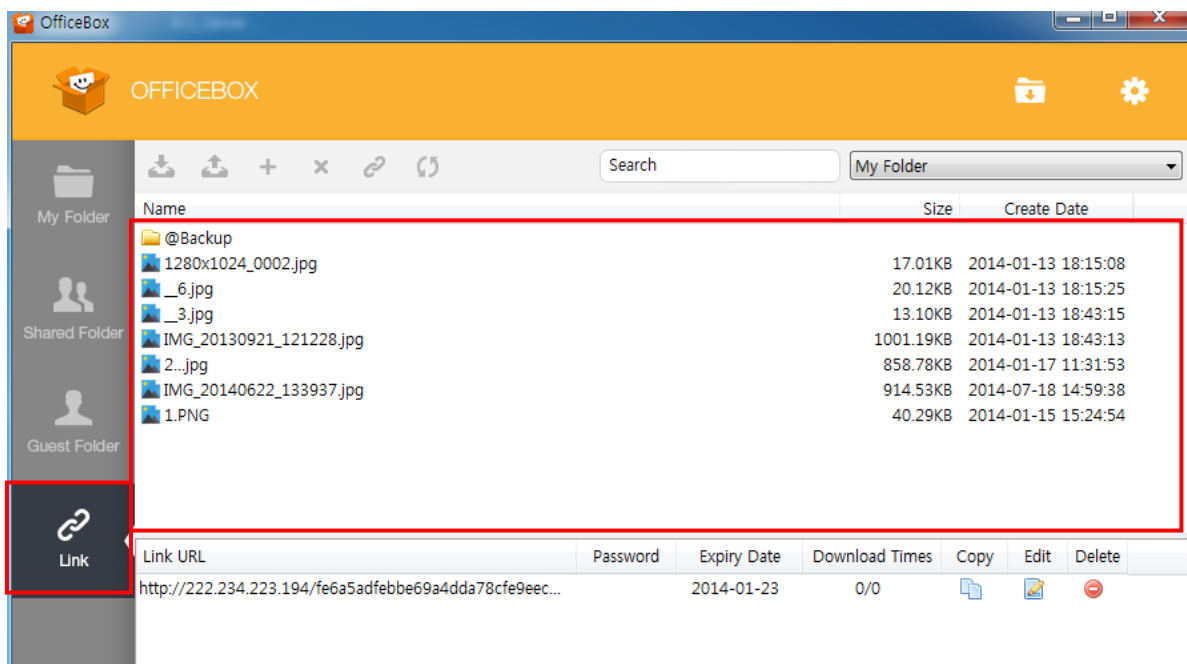 OfficeBox
OFFICEBOX
Search
My Folder
My Folder
Name Size Create Date
@Backup
1280x1024_0002.jpg 17.01KB 2014-01-13 18:15:08
__6.jpg 20.12KB 2014-01-13 18:15:25
__3.jpg 13.10KB 2014-01-13 18:43:15
Shared Folder
IMG_20130921_121228.jpg 1001.19KB 2014-01-13 18:43:13
2...jpg 858.78KB 2014-01-17 11:31:53
IMG_20140622_133937.jpg 914.53KB 2014-07-18 14:59:38
1.PNG 40.29KB 2014-01-15 15:24:54
Guest Folder
Link
Link URL Password Expiry Date Download Times Copy Edit Delete
http://222.234.223.194/fe6a5adfebbe69a4dda78cfe9eec... 2014-01-23 0/0